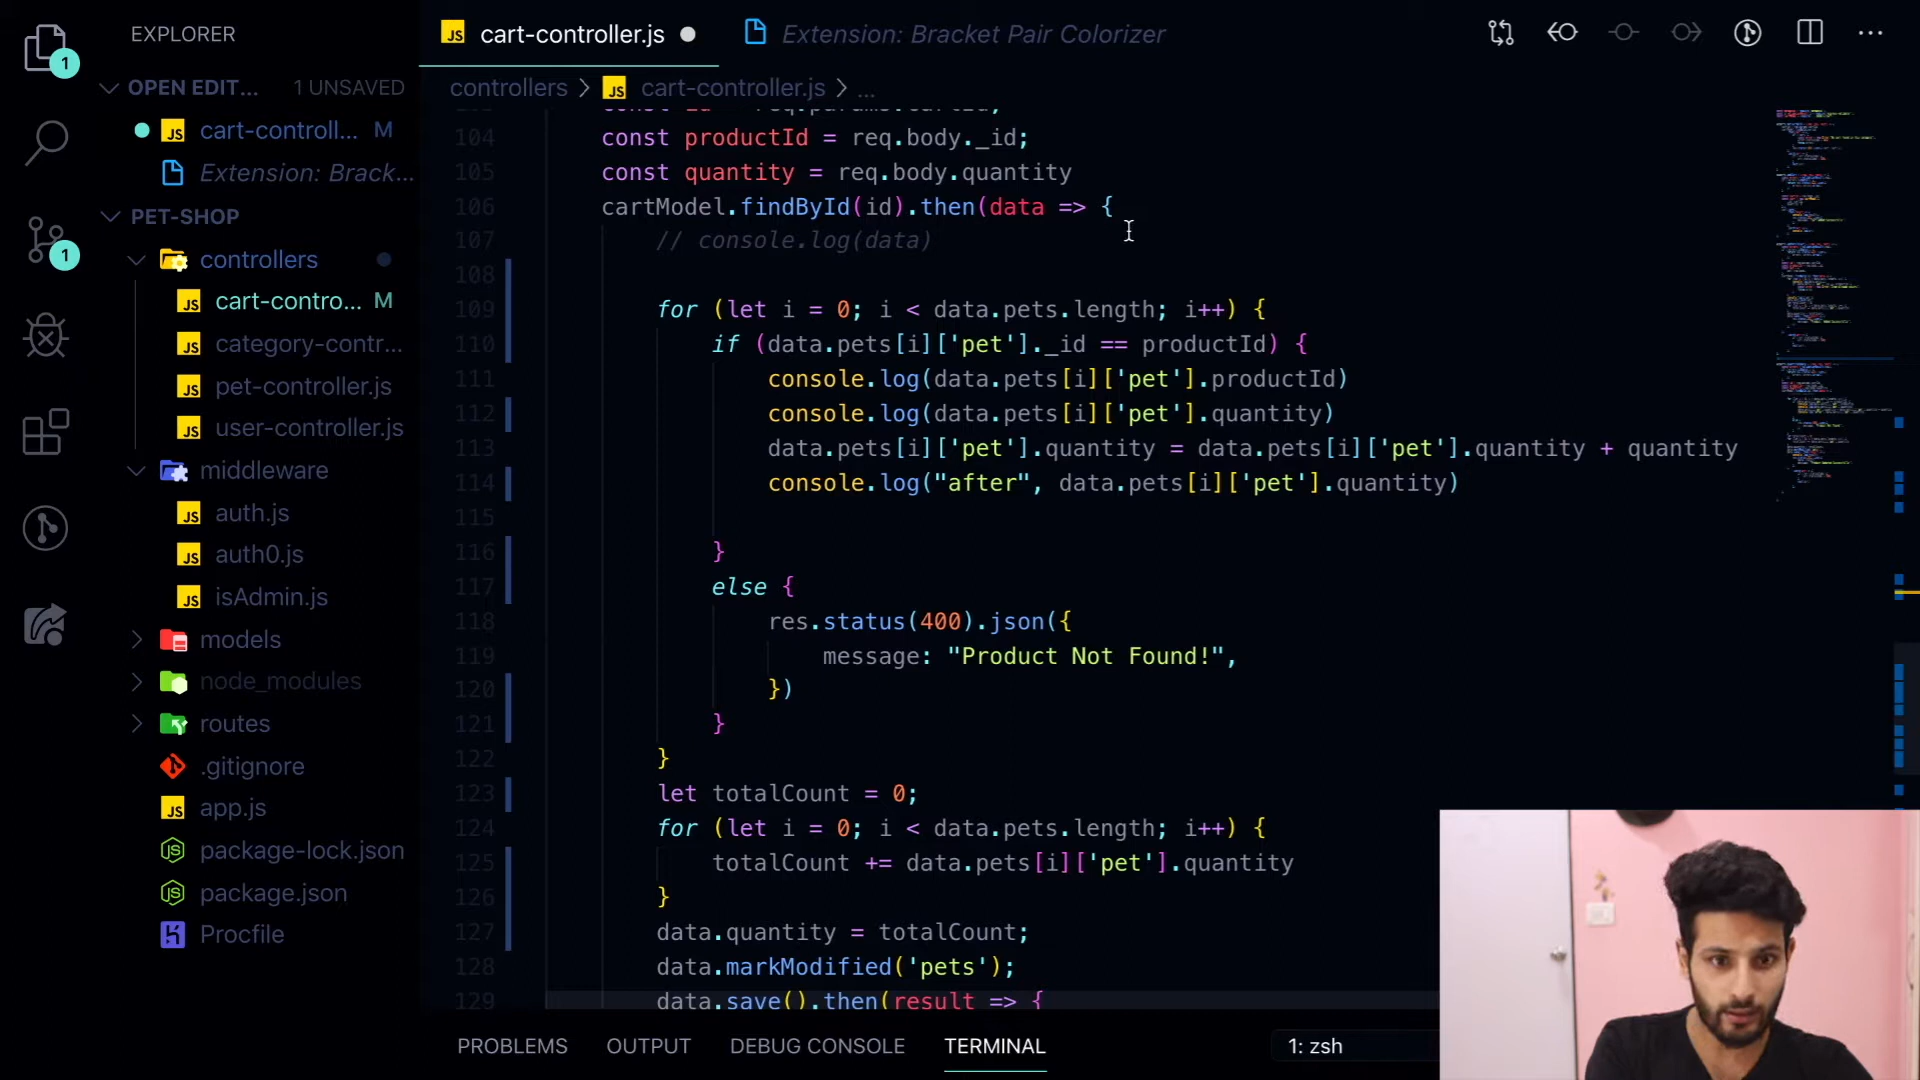 EXPLORER
OPEN EDIT... 1 UNSAVED
cart-controll... M
Extension: Brack...
PET-SHOP
controllers
cart-contro... M
category-contr...
pet-controller.js
user-controller.js
middleware
auth.js
auth0.js
isAdmin.js
models
node_modules
routes
.gitignore
app.js
package-lock.json
package.json
Procfile
1
1
cart-controller.js
Extension: Bracket Pair Colorizer
controllers > cart-controller.js > ...
104 const productId = req.body._id;
105 const quantity = req.body.quantity
106 cartModel.findById(id).then(data => {
107 // console.log(data)
108
109 for (let i = 0; i < data.pets.length; i++) {
110 if (data.pets[i]['pet']._id == productId) {
111 console.log(data.pets[i]['pet'].productId)
112 console.log(data.pets[i]['pet'].quantity)
113 data.pets[i]['pet'].quantity = data.pets[i]['pet'].quantity + quantity
114 console.log("after", data.pets[i]['pet'].quantity)
115
116 }
117 else {
118 res.status(400).json({
119 message: "Product Not Found!",
120 })
121 }
122 }
123 let totalCount = 0;
124 for (let i = 0; i < data.pets.length; i++) {
125 totalCount += data.pets[i]['pet'].quantity
126 }
127 data.quantity = totalCount;
128 data.markModified('pets');
129 data.save().then(result => {
PROBLEMS OUTPUT DEBUG CONSOLE TERMINAL 1: zsh